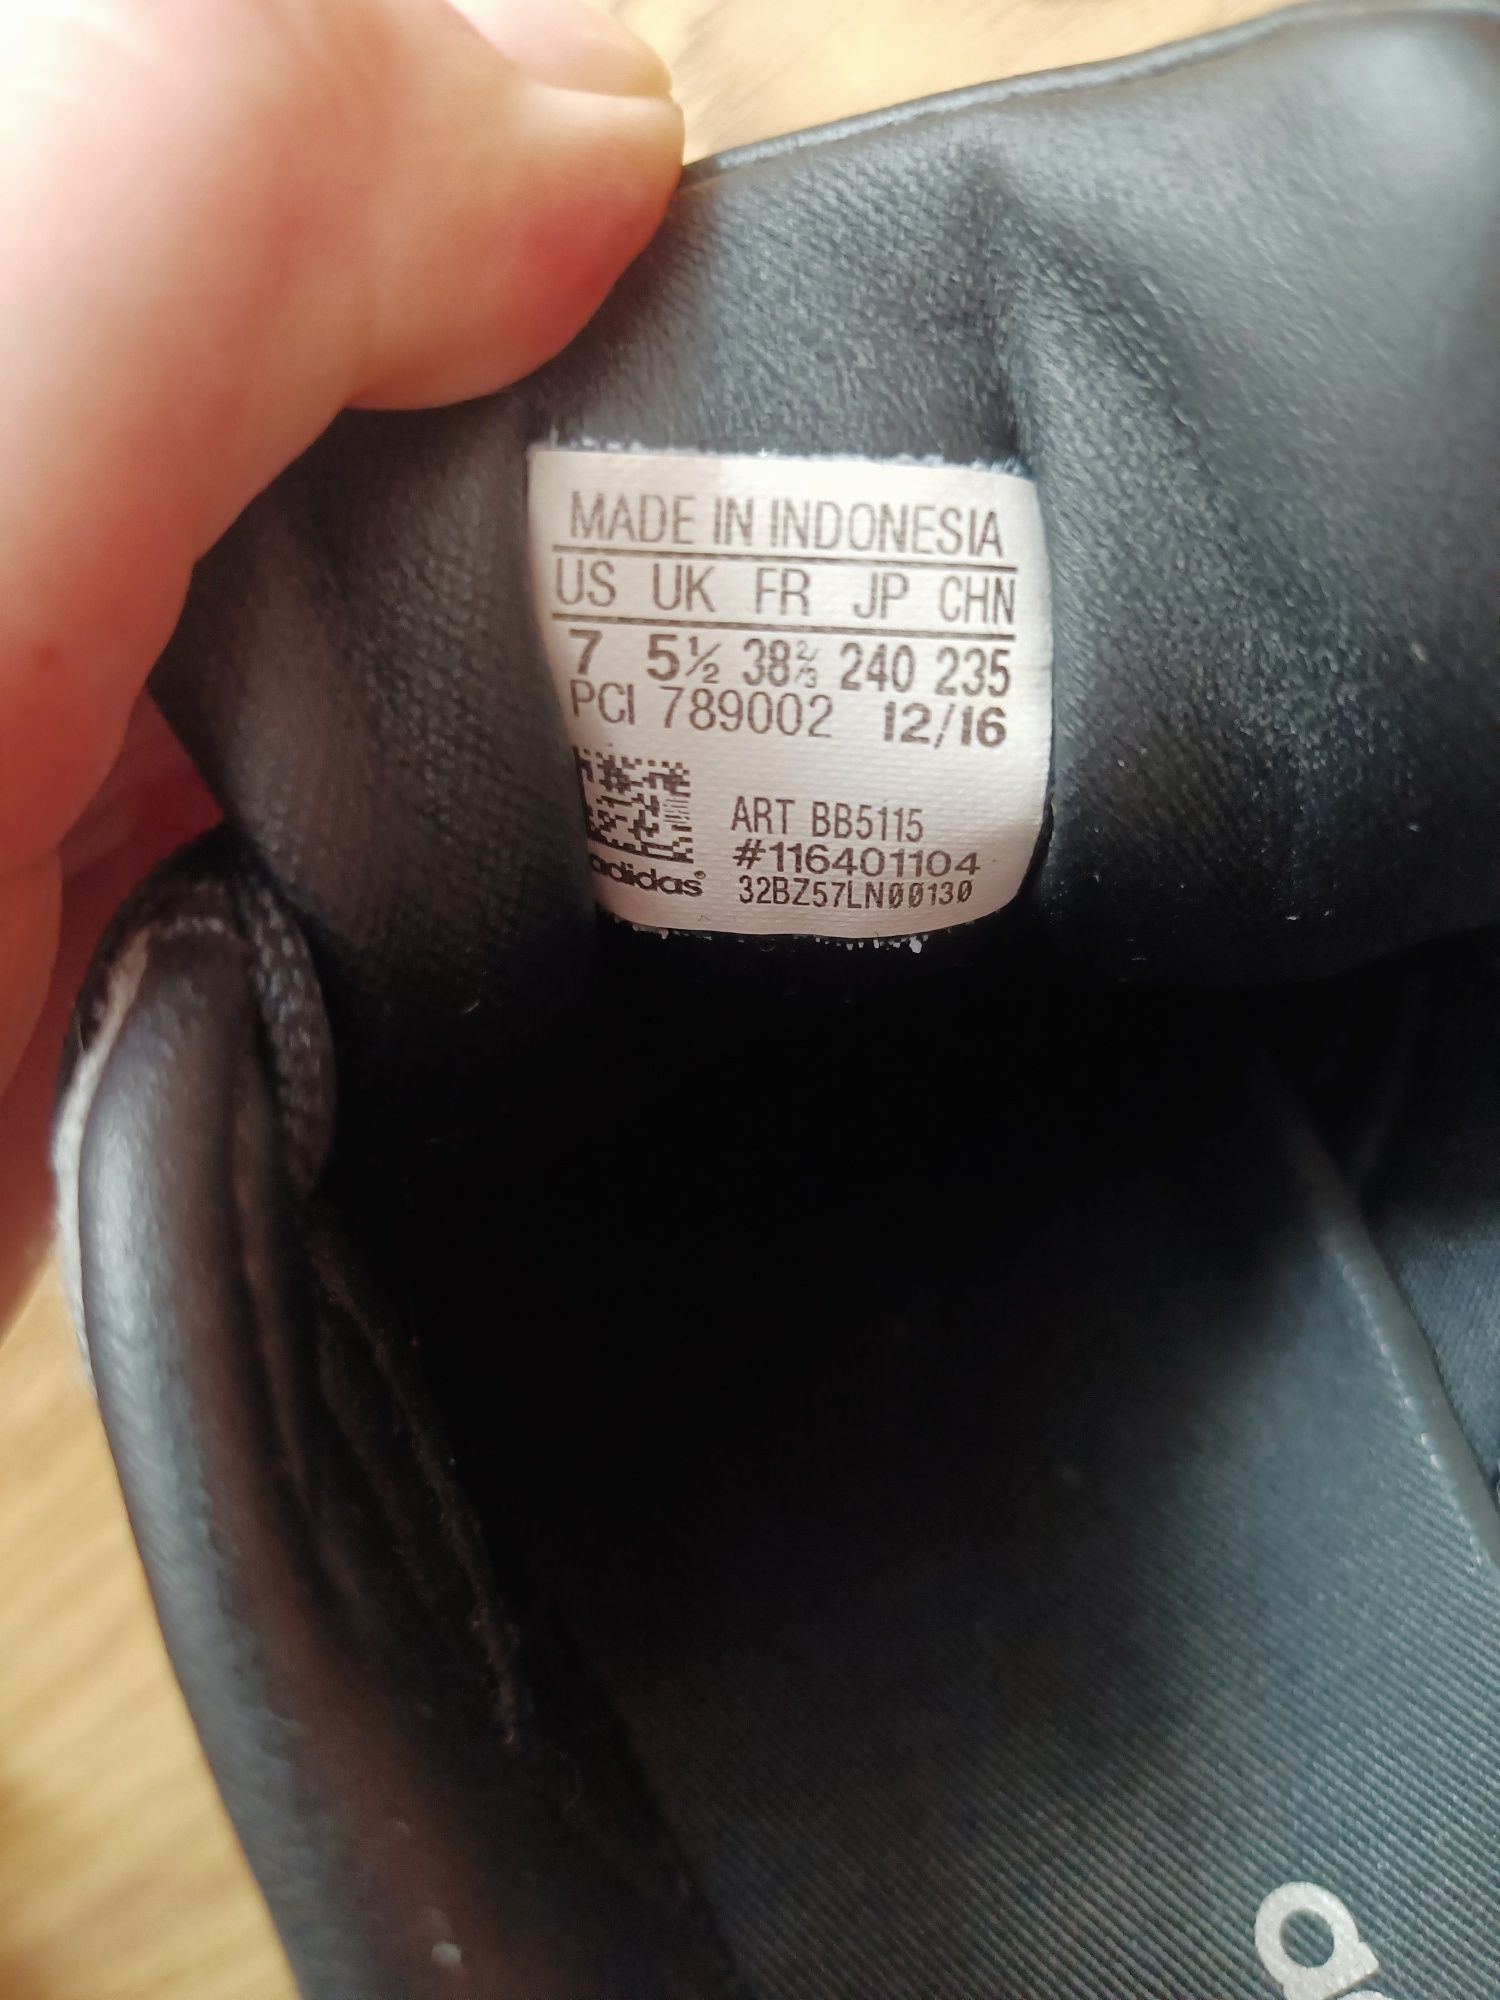 MADE IN INDONESIA
US UK FR JP CHN
7 5½ 38⅔ 240 235
PCI 789002 12/16
ART BB5115
#116401104
adidas® 32BZ57LN00130